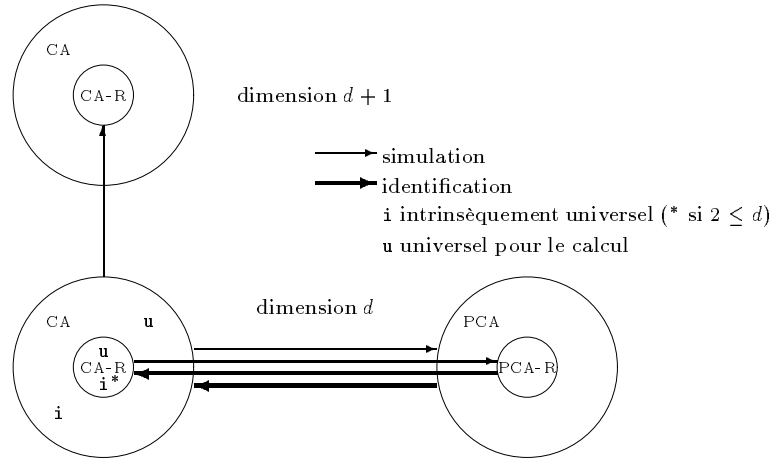 CA
CA-R
dimension d + 1
simulation
identification
i intrinsèquement universel (* si 2 ≤ d)
u universel pour le calcul
dimension d
CA
u
PCA
u
CA-R
i*
PCA-R
i